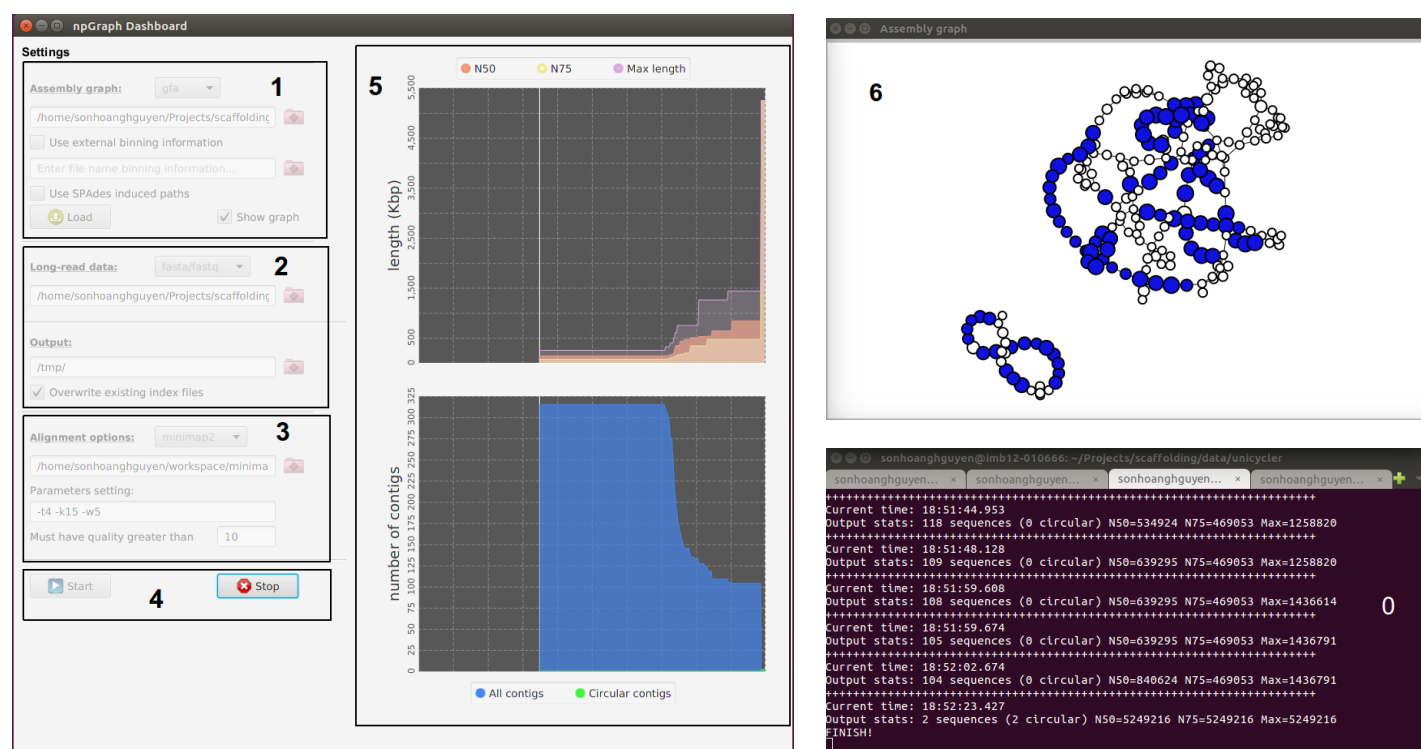 npGraph Dashboard
Settings
1
Assembly graph: gfa
/home/sonhoanghguyen/Projects/scaffolding
Use external binning information
Enter file name binning information...
Use SPAdes induced paths
Load
Show graph
2
Long-read data: fasta/fastq
/home/sonhoanghguyen/Projects/scaffolding
Output:
/tmp/
Overwrite existing index files
3
Alignment options: minimap2
/home/sonhoanghguyen/workspace/minima
Parameters setting:
-t4 -k15 -w5
Must have quality greater than 10
Start
4
Stop
5
N50 N75 Max length
length (Kbp)
5,500
4,500
3,500
2,500
1,500
500
0
number of contigs
325
300
275
250
225
200
175
150
125
100
75
50
25
0
All contigs Circular contigs
Assembly graph
6
sonhoanghguyen@imb12-010666: ~/Projects/scaffolding/data/unicycler
sonhoanghguyen... × sonhoanghguyen... × sonhoanghguyen... × sonhoanghguyen... ×
+++++++++++++++++++++++++++++++++++++++++++++++++++++++++++++++++++++++
Current time: 18:51:44.953
Output stats: 118 sequences (0 circular) N50=534924 N75=469053 Max=1258820
+++++++++++++++++++++++++++++++++++++++++++++++++++++++++++++++++++++++
Current time: 18:51:48.128
Output stats: 109 sequences (0 circular) N50=639295 N75=469053 Max=1258820
+++++++++++++++++++++++++++++++++++++++++++++++++++++++++++++++++++++++
Current time: 18:51:59.608
Output stats: 108 sequences (0 circular) N50=639295 N75=469053 Max=1436614
+++++++++++++++++++++++++++++++++++++++++++++++++++++++++++++++++++++++
Current time: 18:51:59.674
Output stats: 105 sequences (0 circular) N50=639295 N75=469053 Max=1436791
+++++++++++++++++++++++++++++++++++++++++++++++++++++++++++++++++++++++
Current time: 18:52:02.674
Output stats: 104 sequences (0 circular) N50=840624 N75=469053 Max=1436791
+++++++++++++++++++++++++++++++++++++++++++++++++++++++++++++++++++++++
Current time: 18:52:23.427
Output stats: 2 sequences (2 circular) N50=5249216 N75=5249216 Max=5249216
FINISH!
0